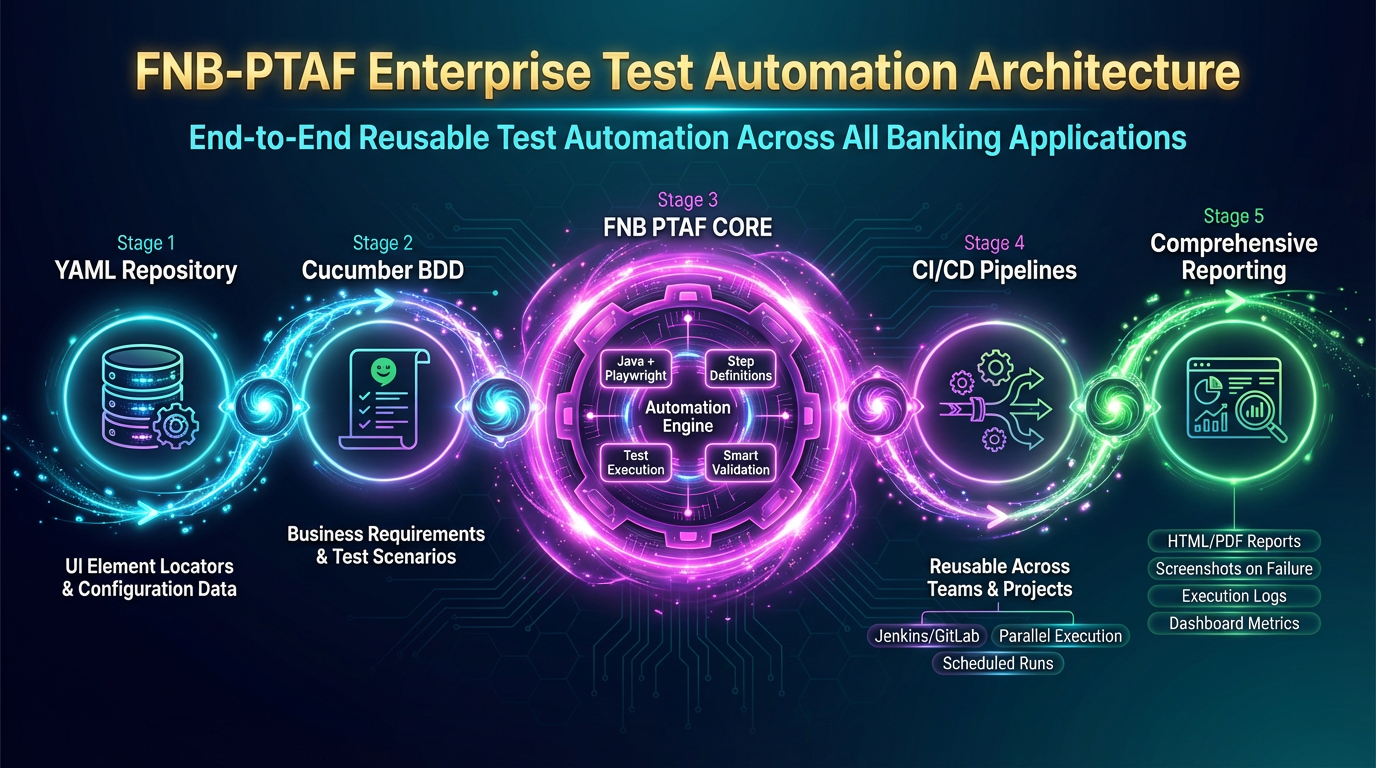 FNB-PTAF Enterprise Test Automation Architecture
End-to-End Reusable Test Automation Across All Banking Applications
Stage 1
YAML Repository
UI Element Locators
& Configuration Data
Stage 2
Cucumber BDD
Business Requirements
& Test Scenarios
Stage 3
FNB PTAF CORE
Java +
Playwright
Step
Definitions
Automation
Engine
Test
Execution
Smart
Validation
Stage 4
CI/CD Pipelines
Reusable Across
Teams & Projects
Jenkins/GitLab
Parallel Execution
Scheduled Runs
Stage 5
Comprehensive
Reporting
HTML/PDF Reports
Screenshots on Failure
Execution Logs
Dashboard Metrics